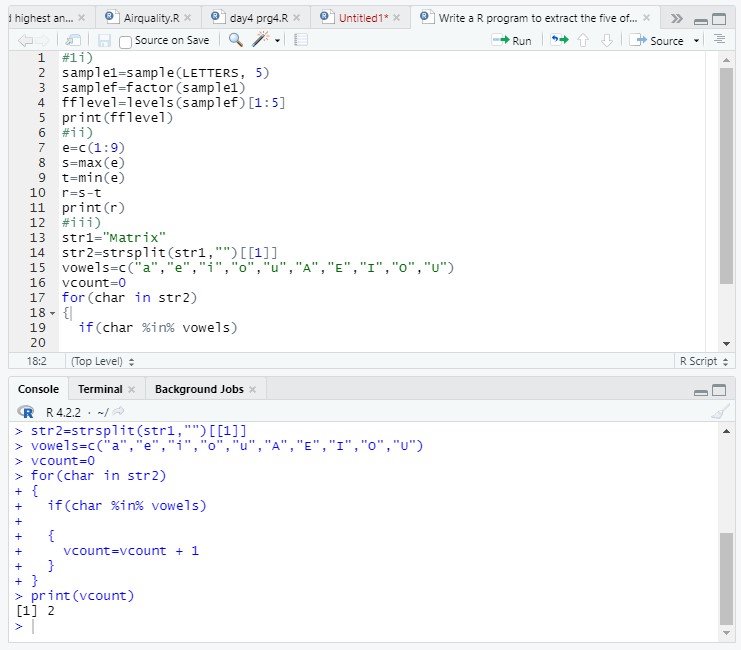 d highest an...
Airquality.R
day4 prg4.R
Untitled1*
Write a R program to extract the five of...
Source on Save
Run
Source
1 #1i)
2 sample1=sample(LETTERS, 5)
3 samplef=factor(sample1)
4 fflevel=levels(samplef)[1:5]
5 print(fflevel)
6 #ii)
7 e=c(1:9)
8 s=max(e)
9 t=min(e)
10 r=s-t
11 print(r)
12 #iii)
13 str1="Matrix"
14 str2=strsplit(str1,"")[[1]]
15 vowels=c("a","e","i","o","u","A","E","I","O","U")
16 vcount=0
17 for(char in str2)
18 {
19   if(char %in% vowels)
20
18:2 (Top Level) R Script
Console Terminal Background Jobs
R R 4.2.2 · ~/
> str2=strsplit(str1,"")[[1]]
> vowels=c("a","e","i","o","u","A","E","I","O","U")
> vcount=0
> for(char in str2)
+ {
+   if(char %in% vowels)
+
+   {
+     vcount=vcount + 1
+   }
+ }
> print(vcount)
[1] 2
>